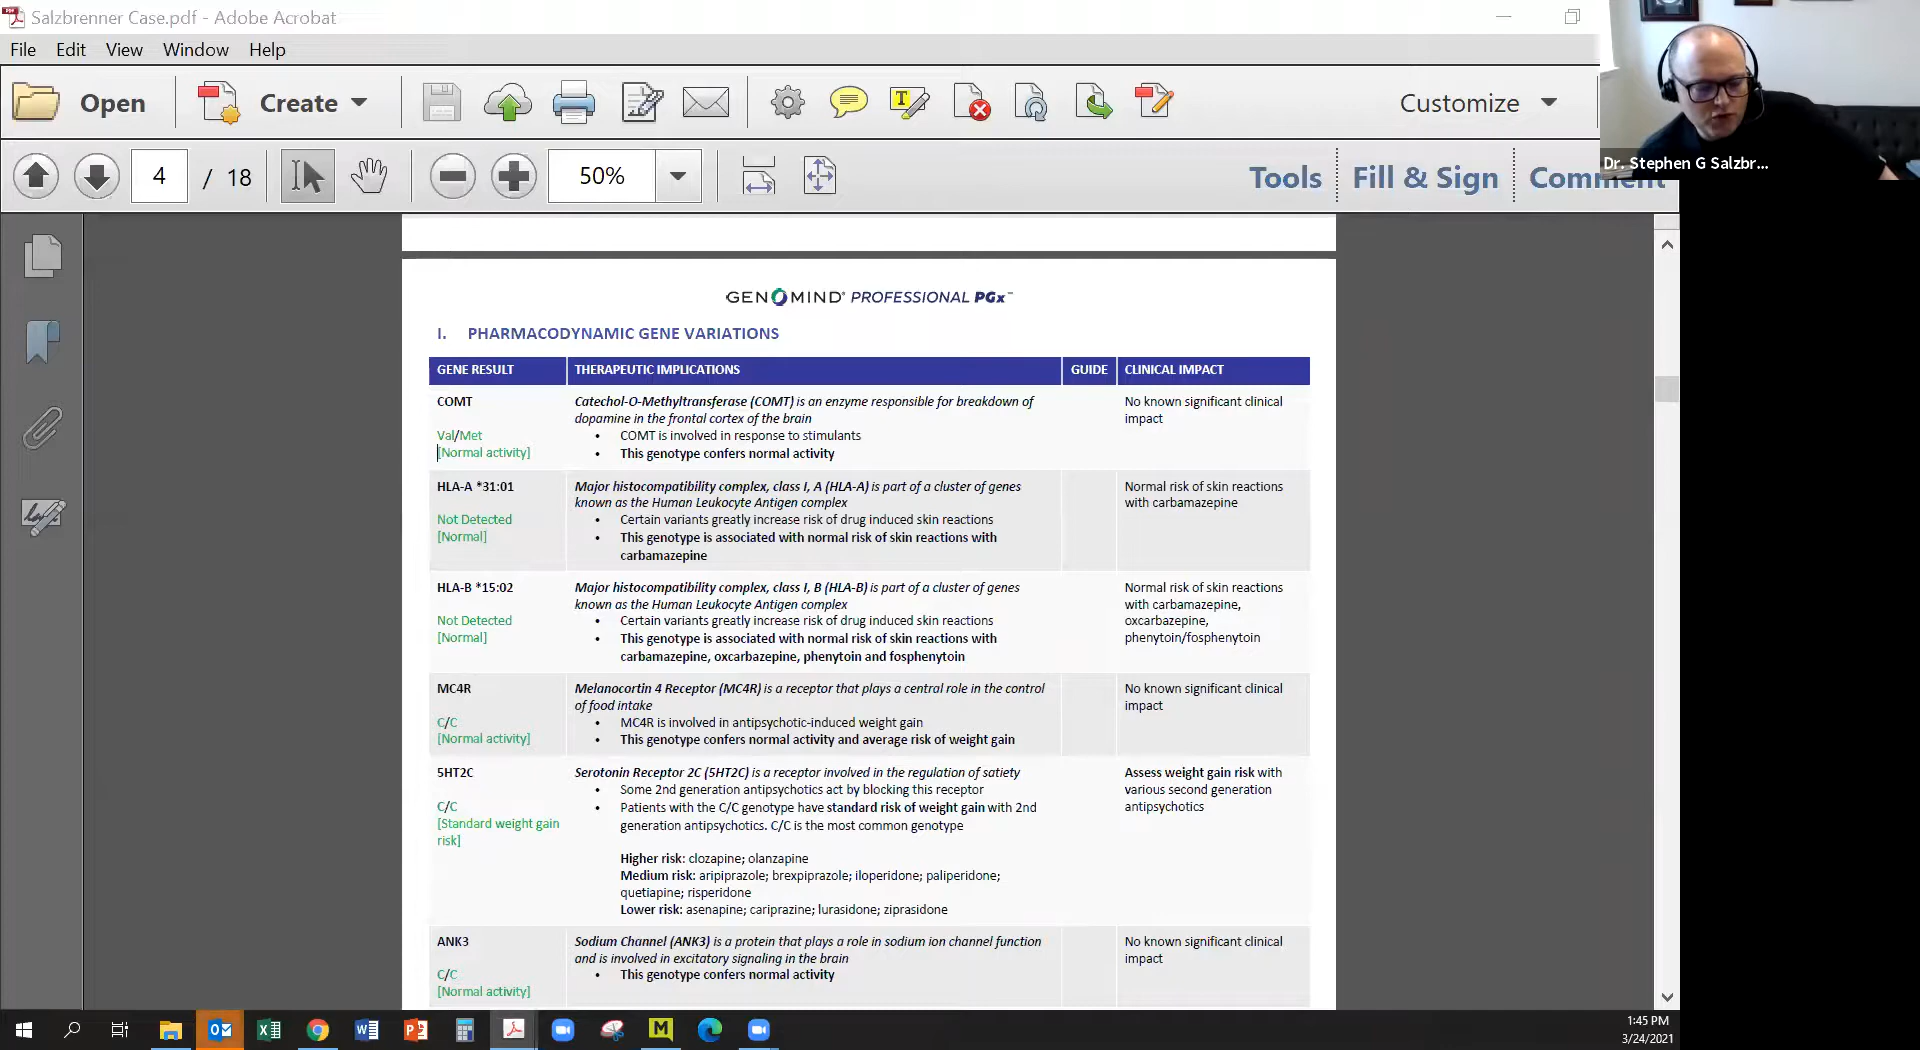 Salzbrenner Case.pdf - Adobe Acrobat
File Edit View Window Help
Open Create Customize
4 / 18 50% Tools Fill & Sign Comment
Dr. Stephen G Salzbr...
GENOMIND® PROFESSIONAL PGx™
I. PHARMACODYNAMIC GENE VARIATIONS
GENE RESULT THERAPEUTIC IMPLICATIONS GUIDE CLINICAL IMPACT
COMT
Val/Met
[Normal activity]
Catechol-O-Methyltransferase (COMT) is an enzyme responsible for breakdown of
dopamine in the frontal cortex of the brain
• COMT is involved in response to stimulants
• This genotype confers normal activity
No known significant clinical
impact
HLA-A *31:01
Not Detected
[Normal]
Major histocompatibility complex, class I, A (HLA-A) is part of a cluster of genes
known as the Human Leukocyte Antigen complex
• Certain variants greatly increase risk of drug induced skin reactions
• This genotype is associated with normal risk of skin reactions with
carbamazepine
Normal risk of skin reactions
with carbamazepine
HLA-B *15:02
Not Detected
[Normal]
Major histocompatibility complex, class I, B (HLA-B) is part of a cluster of genes
known as the Human Leukocyte Antigen complex
• Certain variants greatly increase risk of drug induced skin reactions
• This genotype is associated with normal risk of skin reactions with
carbamazepine, oxcarbazepine, phenytoin and fosphenytoin
Normal risk of skin reactions
with carbamazepine,
oxcarbazepine,
phenytoin/fosphenytoin
MC4R
C/C
[Normal activity]
Melanocortin 4 Receptor (MC4R) is a receptor that plays a central role in the control
of food intake
• MC4R is involved in antipsychotic-induced weight gain
• This genotype confers normal activity and average risk of weight gain
No known significant clinical
impact
5HT2C
C/C
[Standard weight gain
risk]
Serotonin Receptor 2C (5HT2C) is a receptor involved in the regulation of satiety
• Some 2nd generation antipsychotics act by blocking this receptor
• Patients with the C/C genotype have standard risk of weight gain with 2nd
generation antipsychotics. C/C is the most common genotype
Higher risk: clozapine; olanzapine
Medium risk: aripiprazole; brexpiprazole; iloperidone; paliperidone;
quetiapine; risperidone
Lower risk: asenapine; cariprazine; lurasidone; ziprasidone
Assess weight gain risk with
various second generation
antipsychotics
ANK3
C/C
[Normal activity]
Sodium Channel (ANK3) is a protein that plays a role in sodium ion channel function
and is involved in excitatory signaling in the brain
• This genotype confers normal activity
No known significant clinical
impact
1:45 PM
3/24/2021